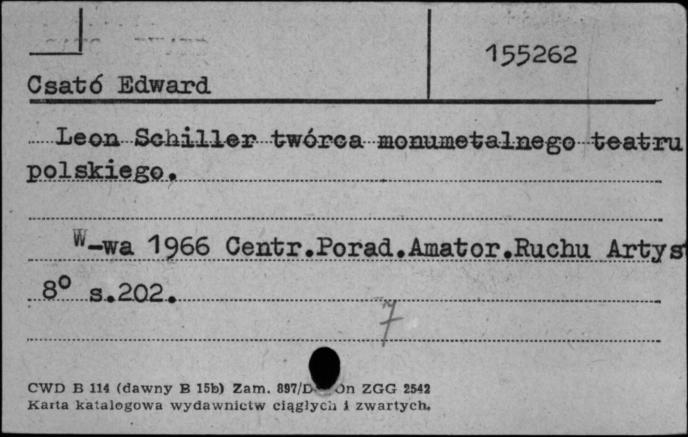 155262
Csató Edward
Leon Schiller twórca monumetalnego teatru
polskiego.
W-wa 1966 Centr.Porad.Amator.Ruchu Artys
8° s.202.
7
CWD B 114 (dawny B 15b) Zam. 897/D On ZGG 2542
Karta katalogowa wydawnictw ciągłych i zwartych.